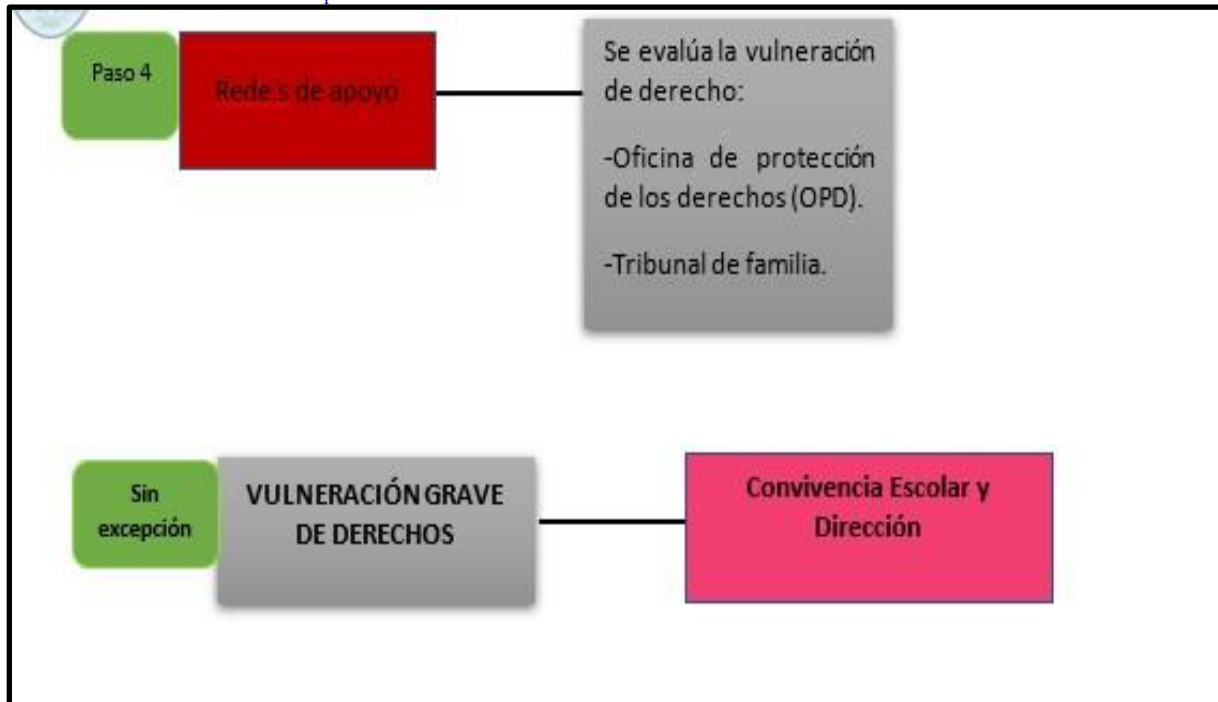 Paso 4
Rede.s de apoyo
Se evalúa la vulneración
de derecho:
-Oficina de protección
de los derechos (OPD).
-Tribunal de familia.
Sin
excepción
VULNERACIÓN GRAVE
DE DERECHOS
Convivencia Escolar y
Dirección